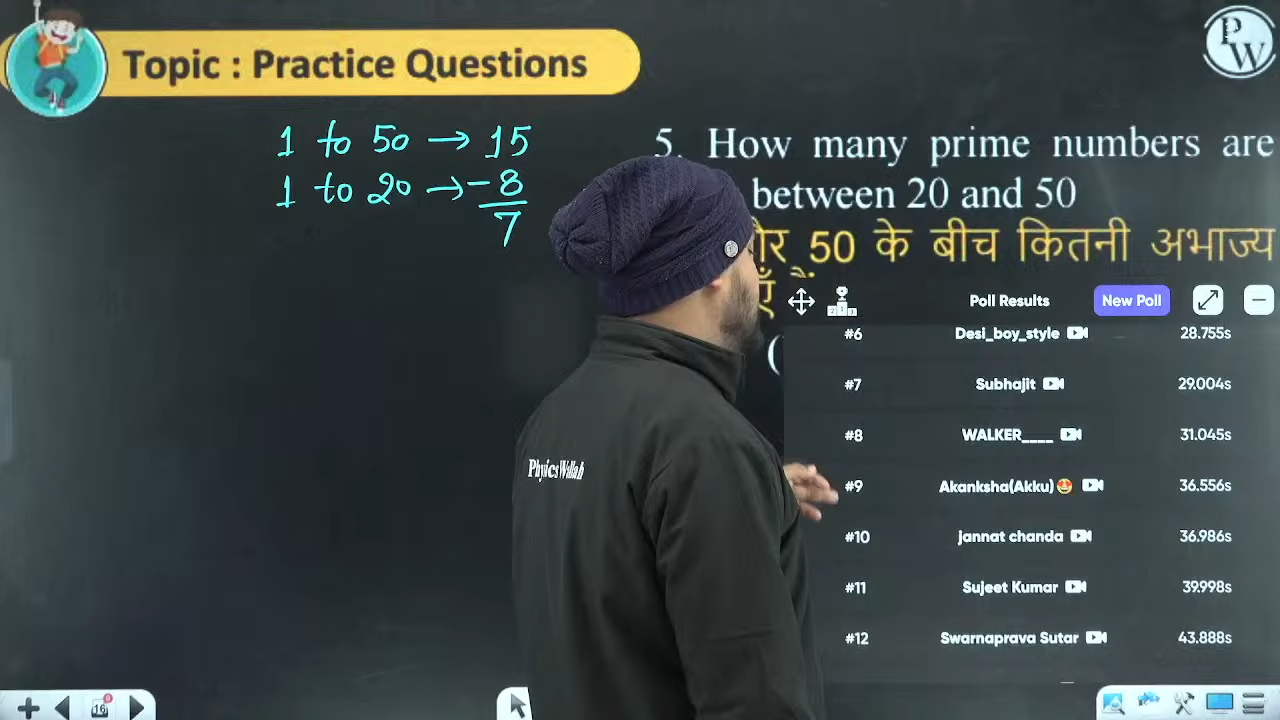 Topic : Practice Questions
PW
1 to 50 → 15
1 to 20 → - 8
7
5. How many prime numbers are
between 20 and 50
50 के बीच कितनी अभाज्य
हैं
(
Poll Results
New Poll
#6 Desi_boy_style 28.755s
#7 Subhajit 29.004s
#8 WALKER____ 31.045s
#9 Akanksha(Akku)😍 36.556s
#10 jannat chanda 36.986s
#11 Sujeet Kumar 39.998s
#12 Swarnaprava Sutar 43.888s
Physics Wallah
16